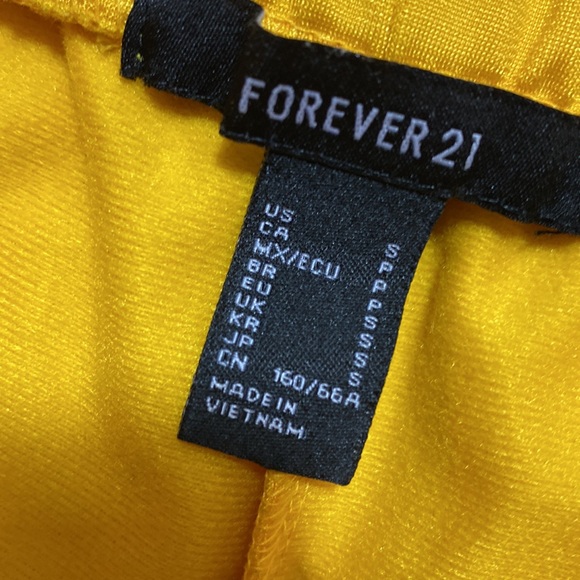 FOREVER 21
US S
CA P
MX/ECU P
BR P
EU S
UK S
KR S
JP S
CN 160/66A
MADE IN
VIETNAM